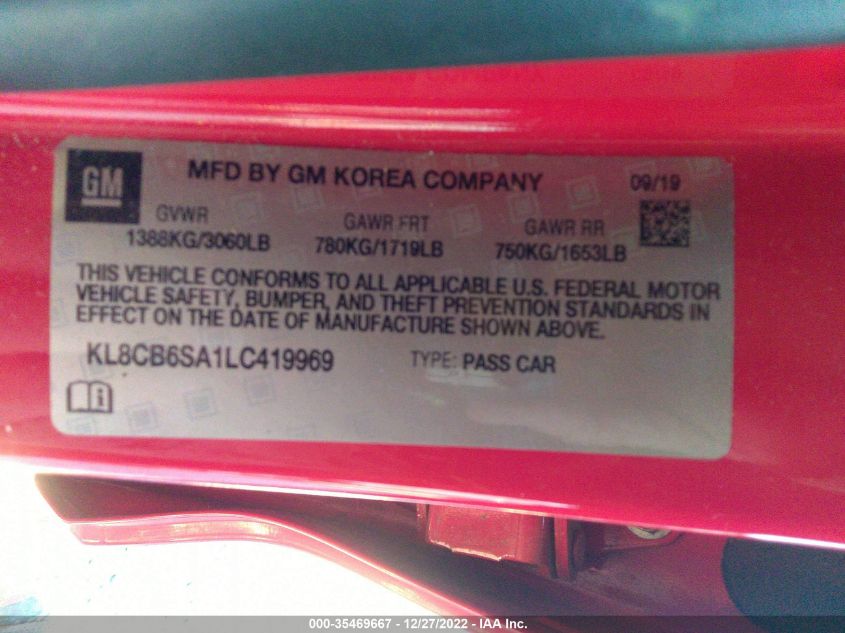 GM
MFD BY GM KOREA COMPANY 09/19
GVWR GAWR FRT GAWR RR
1388KG/3060LB 780KG/1719LB 750KG/1653LB
THIS VEHICLE CONFORMS TO ALL APPLICABLE U.S. FEDERAL MOTOR
VEHICLE SAFETY, BUMPER, AND THEFT PREVENTION STANDARDS IN
EFFECT ON THE DATE OF MANUFACTURE SHOWN ABOVE.
KL8CB6SA1LC419969 TYPE: PASS CAR
000-35469667 - 12/27/2022 - IAA Inc.